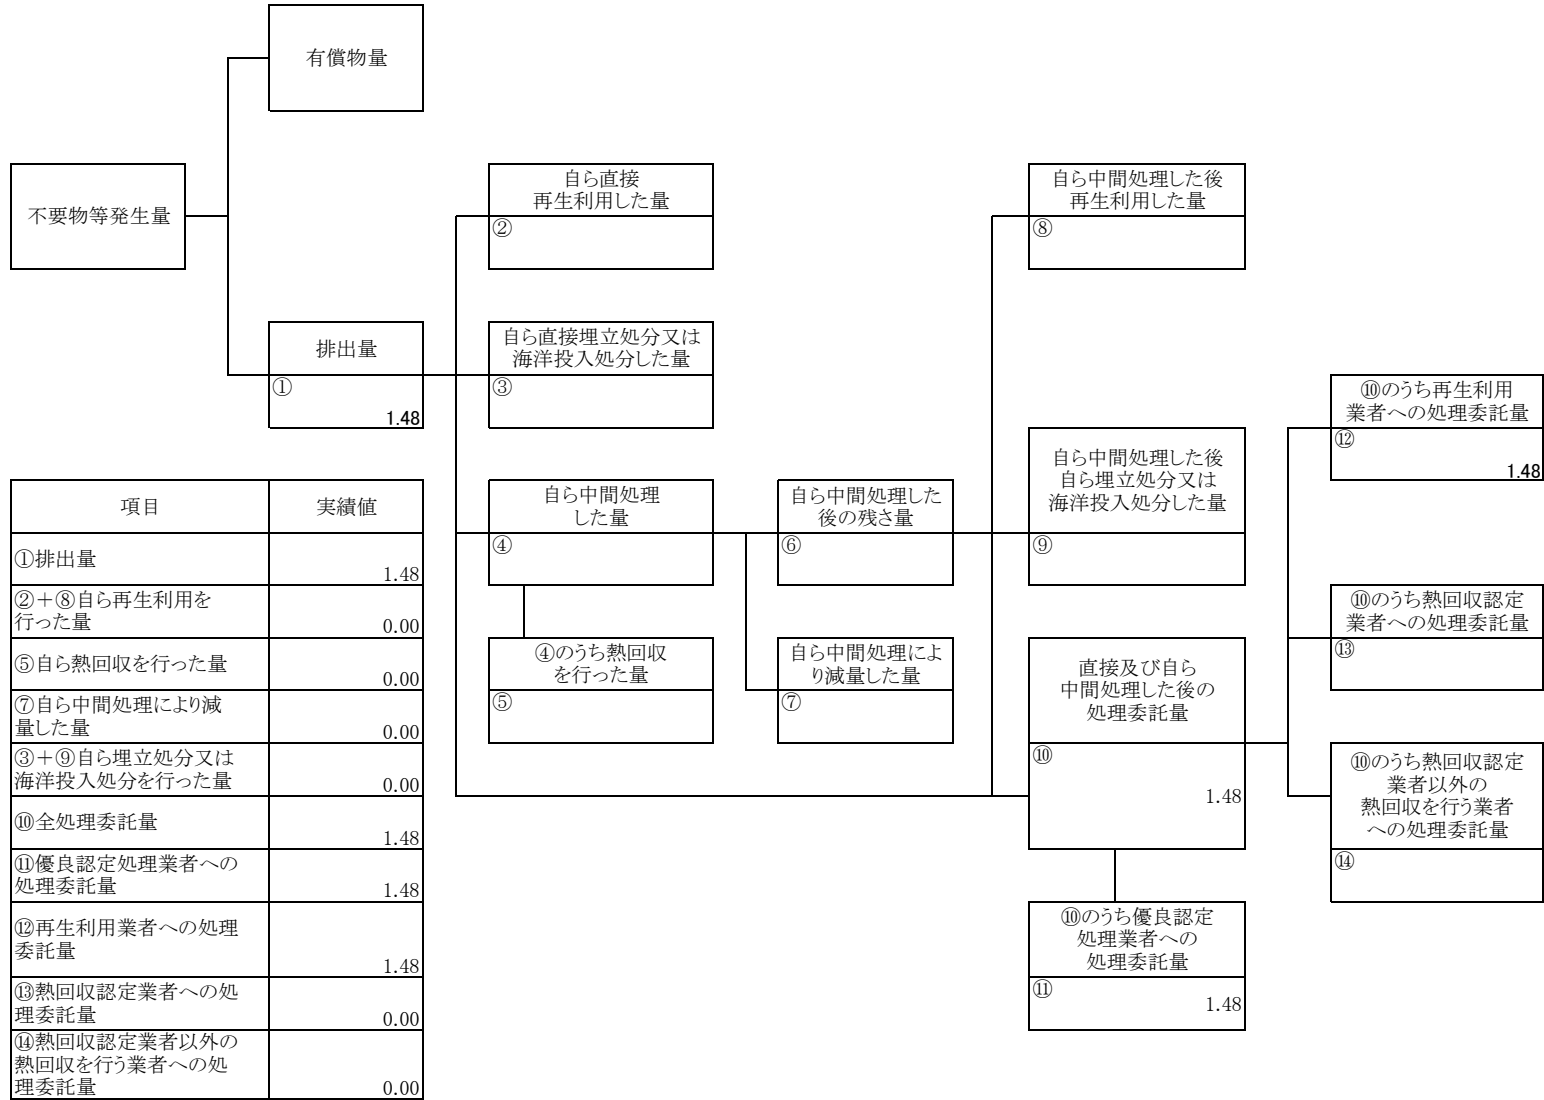 有償物量
不要物等発生量
自ら直接
再生利用した量
②
自ら中間処理した後
再生利用した量
⑧
排出量
①
1.48
自ら直接埋立処分又は
海洋投入処分した量
③
⑩のうち再生利用
業者への処理委託量
⑫
1.48
自ら中間処理
した量
④
自ら中間処理した
後の残さ量
⑥
自ら中間処理した後
自ら埋立処分又は
海洋投入処分した量
⑨
⑩のうち熱回収認定
業者への処理委託量
⑬
④のうち熱回収
を行った量
⑤
自ら中間処理によ
り減量した量
⑦
直接及び自ら
中間処理した後の
処理委託量
⑩
1.48
⑩のうち熱回収認定
業者以外の
熱回収を行う業者
への処理委託量
⑭
⑩のうち優良認定
処理業者への
処理委託量
⑪
1.48
項目 実績値
①排出量
1.48
②＋⑧自ら再生利用を
行った量
0.00
⑤自ら熱回収を行った量
0.00
⑦自ら中間処理により減
量した量
0.00
③＋⑨自ら埋立処分又は
海洋投入処分を行った量
0.00
⑩全処理委託量
1.48
⑪優良認定処理業者への
処理委託量
1.48
⑫再生利用業者への処理
委託量
1.48
⑬熱回収認定業者への処
理委託量
0.00
⑭熱回収認定業者以外の
熱回収を行う業者への処
理委託量
0.00